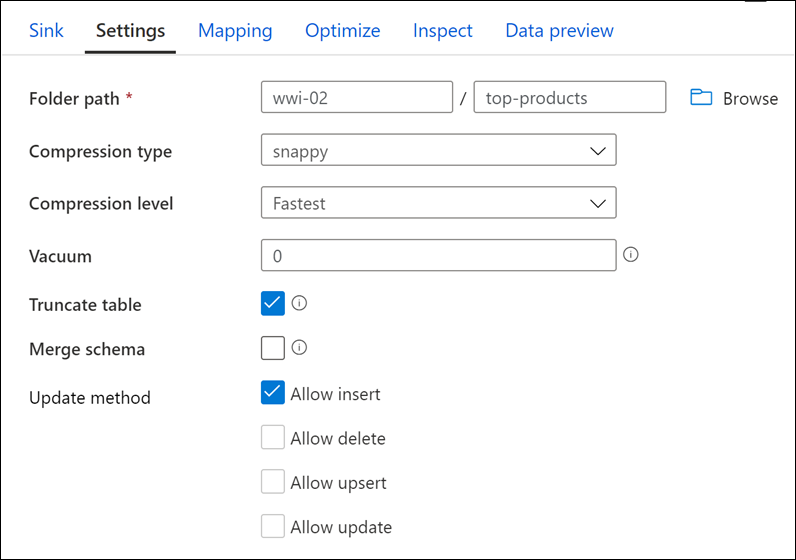 Sink Settings Mapping Optimize Inspect Data preview
Folder path * wwi-02 / top-products Browse
Compression type snappy
Compression level Fastest
Vacuum 0
Truncate table
Merge schema
Update method Allow insert
Allow delete
Allow upsert
Allow update